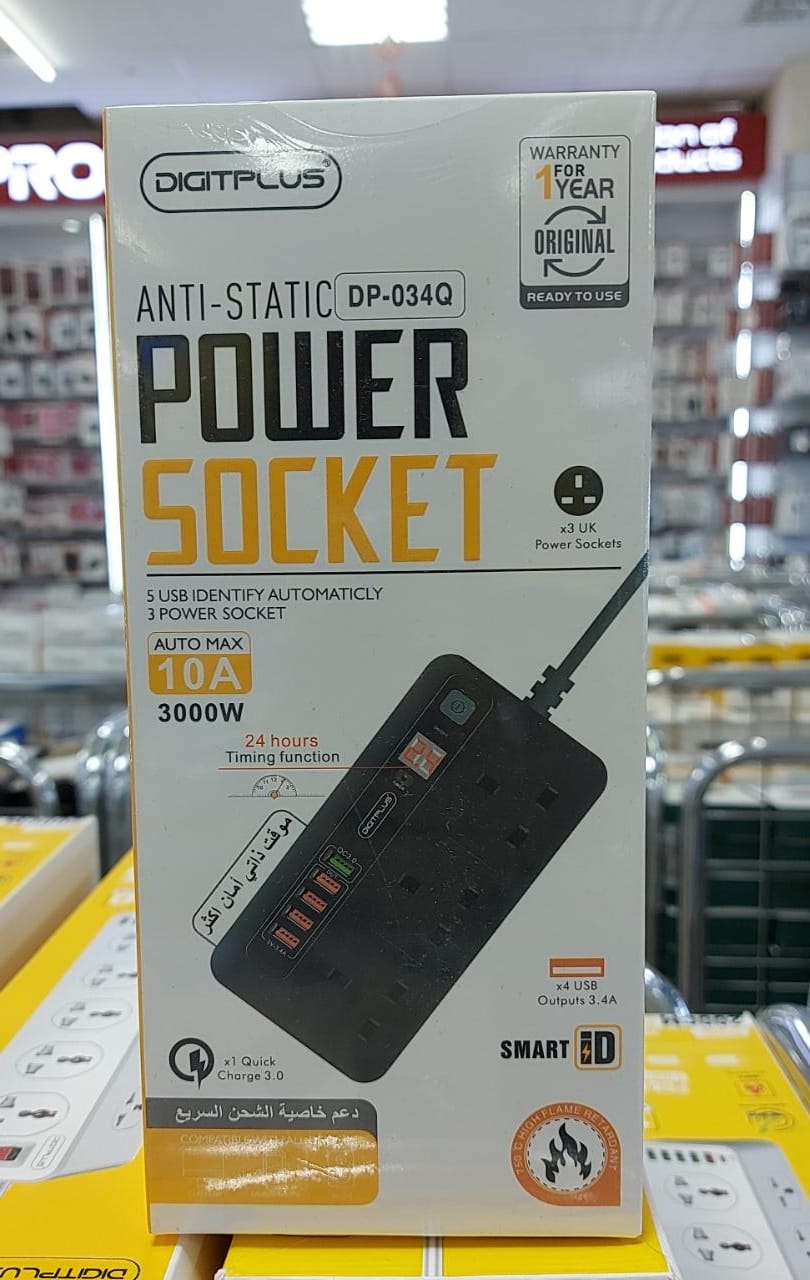 PRO
DIGITPLUS®
WARRANTY
1 FOR YEAR
ORIGINAL
READY TO USE
ANTI-STATIC DP-034Q
POWER
SOCKET
x3 UK
Power Sockets
5 USB IDENTIFY AUTOMATICLY
3 POWER SOCKET
AUTO MAX
10A
3000W
24 hours
Timing function
موقت ذاتي أمان اكثر
DIGITPLUS
x4 USB
Outputs 3.4A
SMART iD
x1 Quick
Charge 3.0
دعم خاصية الشحن السريع
HIGH FLAME RETARDANT
DIGITPLUS